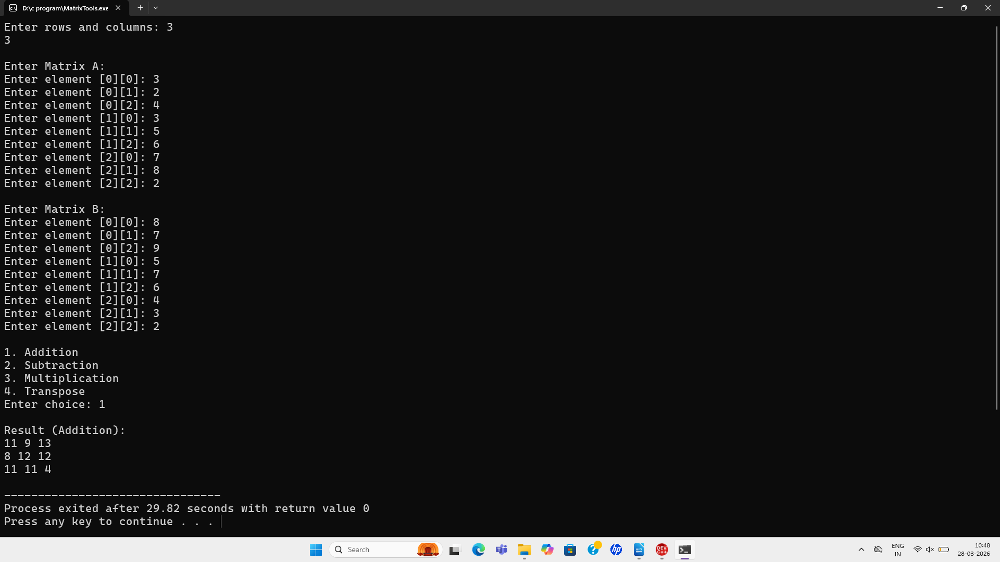 D:\c program\MatrixTools.exe
Enter rows and columns: 3
3
Enter Matrix A:
Enter element [0][0]: 3
Enter element [0][1]: 2
Enter element [0][2]: 4
Enter element [1][0]: 3
Enter element [1][1]: 5
Enter element [1][2]: 6
Enter element [2][0]: 7
Enter element [2][1]: 8
Enter element [2][2]: 2
Enter Matrix B:
Enter element [0][0]: 8
Enter element [0][1]: 7
Enter element [0][2]: 9
Enter element [1][0]: 5
Enter element [1][1]: 7
Enter element [1][2]: 6
Enter element [2][0]: 4
Enter element [2][1]: 3
Enter element [2][2]: 2
1. Addition
2. Subtraction
3. Multiplication
4. Transpose
Enter choice: 1
Result (Addition):
11 9 13
8 12 12
11 11 4
--------------------------------
Process exited after 29.82 seconds with return value 0
Press any key to continue . . .
Search
hp
DEV
C++
ENG
IN
10:48
28-03-2026